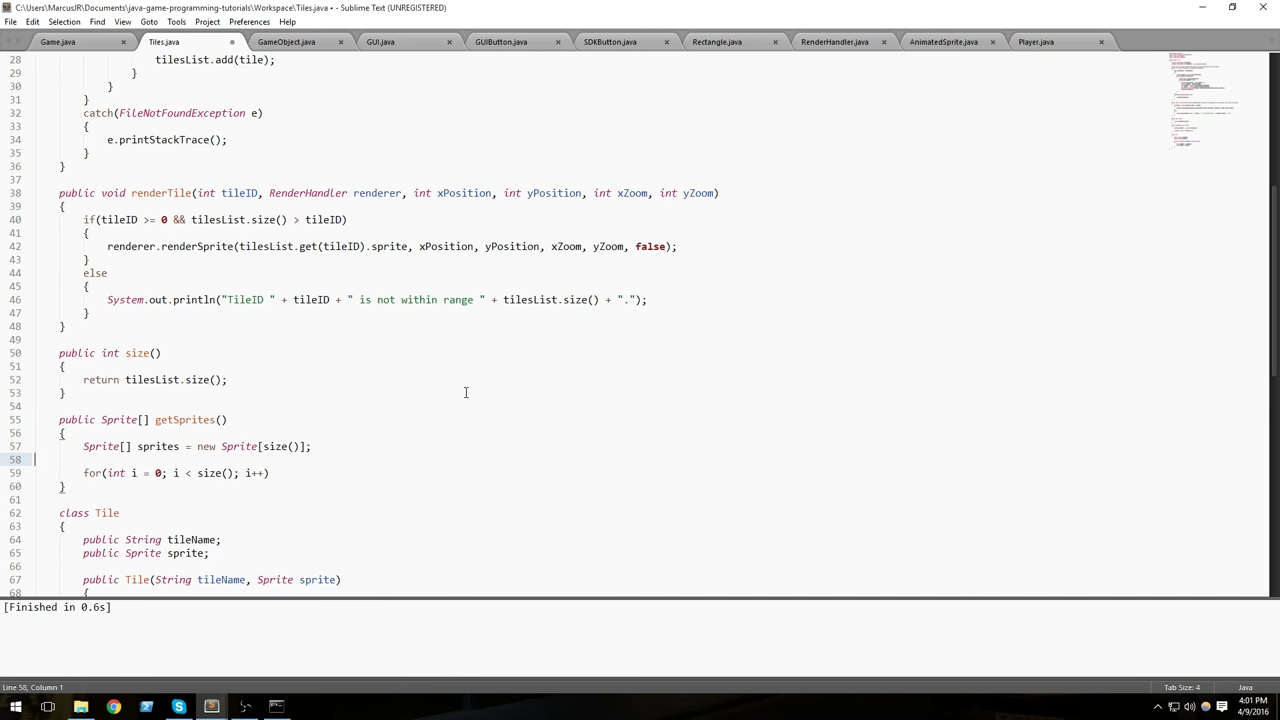 C:\Users\MarcusJR\Documents\java-game-programming-tutorials\Workspace\Tiles.java • - Sublime Text (UNREGISTERED)
File Edit Selection Find View Goto Tools Project Preferences Help
Game.java × Tiles.java GameObject.java × GUI.java × GUIButton.java × SDKButton.java × Rectangle.java × RenderHandler.java × AnimatedSprite.java × Player.java ×
28 tilesList.add(tile);
29 }
30 }
31 }
32 catch(FileNotFoundException e)
33 {
34 e.printStackTrace();
35 }
36 }
37
38 public void renderTile(int tileID, RenderHandler renderer, int xPosition, int yPosition, int xZoom, int yZoom)
39 {
40 if(tileID >= 0 && tilesList.size() > tileID)
41 {
42 renderer.renderSprite(tilesList.get(tileID).sprite, xPosition, yPosition, xZoom, yZoom, false);
43 }
44 else
45 {
46 System.out.println("TileID " + tileID + " is not within range " + tilesList.size() + ".");
47 }
48 }
49
50 public int size()
51 {
52 return tilesList.size();
53 }
54
55 public Sprite[] getSprites()
56 {
57 Sprite[] sprites = new Sprite[size()];
58
59 for(int i = 0; i < size(); i++)
60 }
61
62 class Tile
63 {
64 public String tileName;
65 public Sprite sprite;
66
67 public Tile(String tileName, Sprite sprite)
68 {
[Finished in 0.6s]
Line 58, Column 1 Tab Size: 4 Java
4:01 PM
4/9/2016